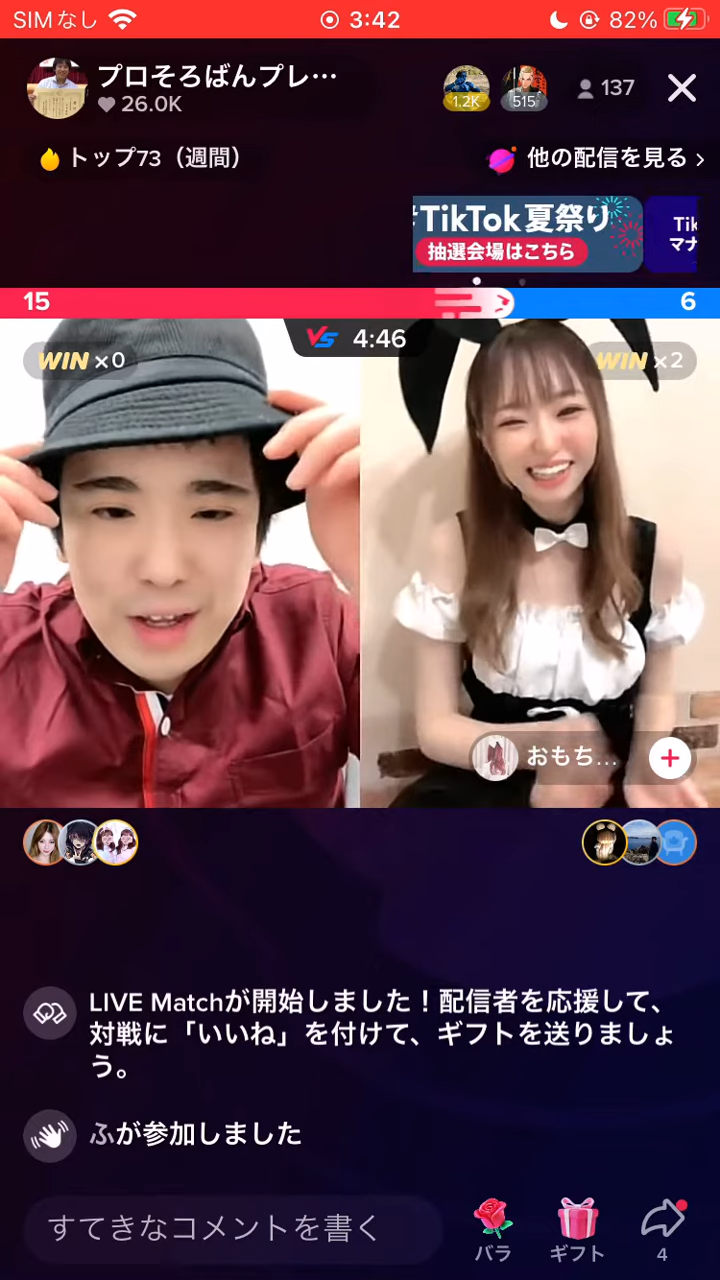 SIMなし
3:42
82%
プロそろばんプレ…
26.0K
1.2K
515
137
トップ73（週間）
他の配信を見る
TikTok夏祭り
抽選会場はこちら
Tik
マナ
15
6
VS 4:46
WIN ×0
WIN ×2
おもち…
LIVE Matchが開始しました！配信者を応援して、
対戦に「いいね」を付けて、ギフトを送りましょ
う。
ふが参加しました
すてきなコメントを書く
バラ
ギフト
4